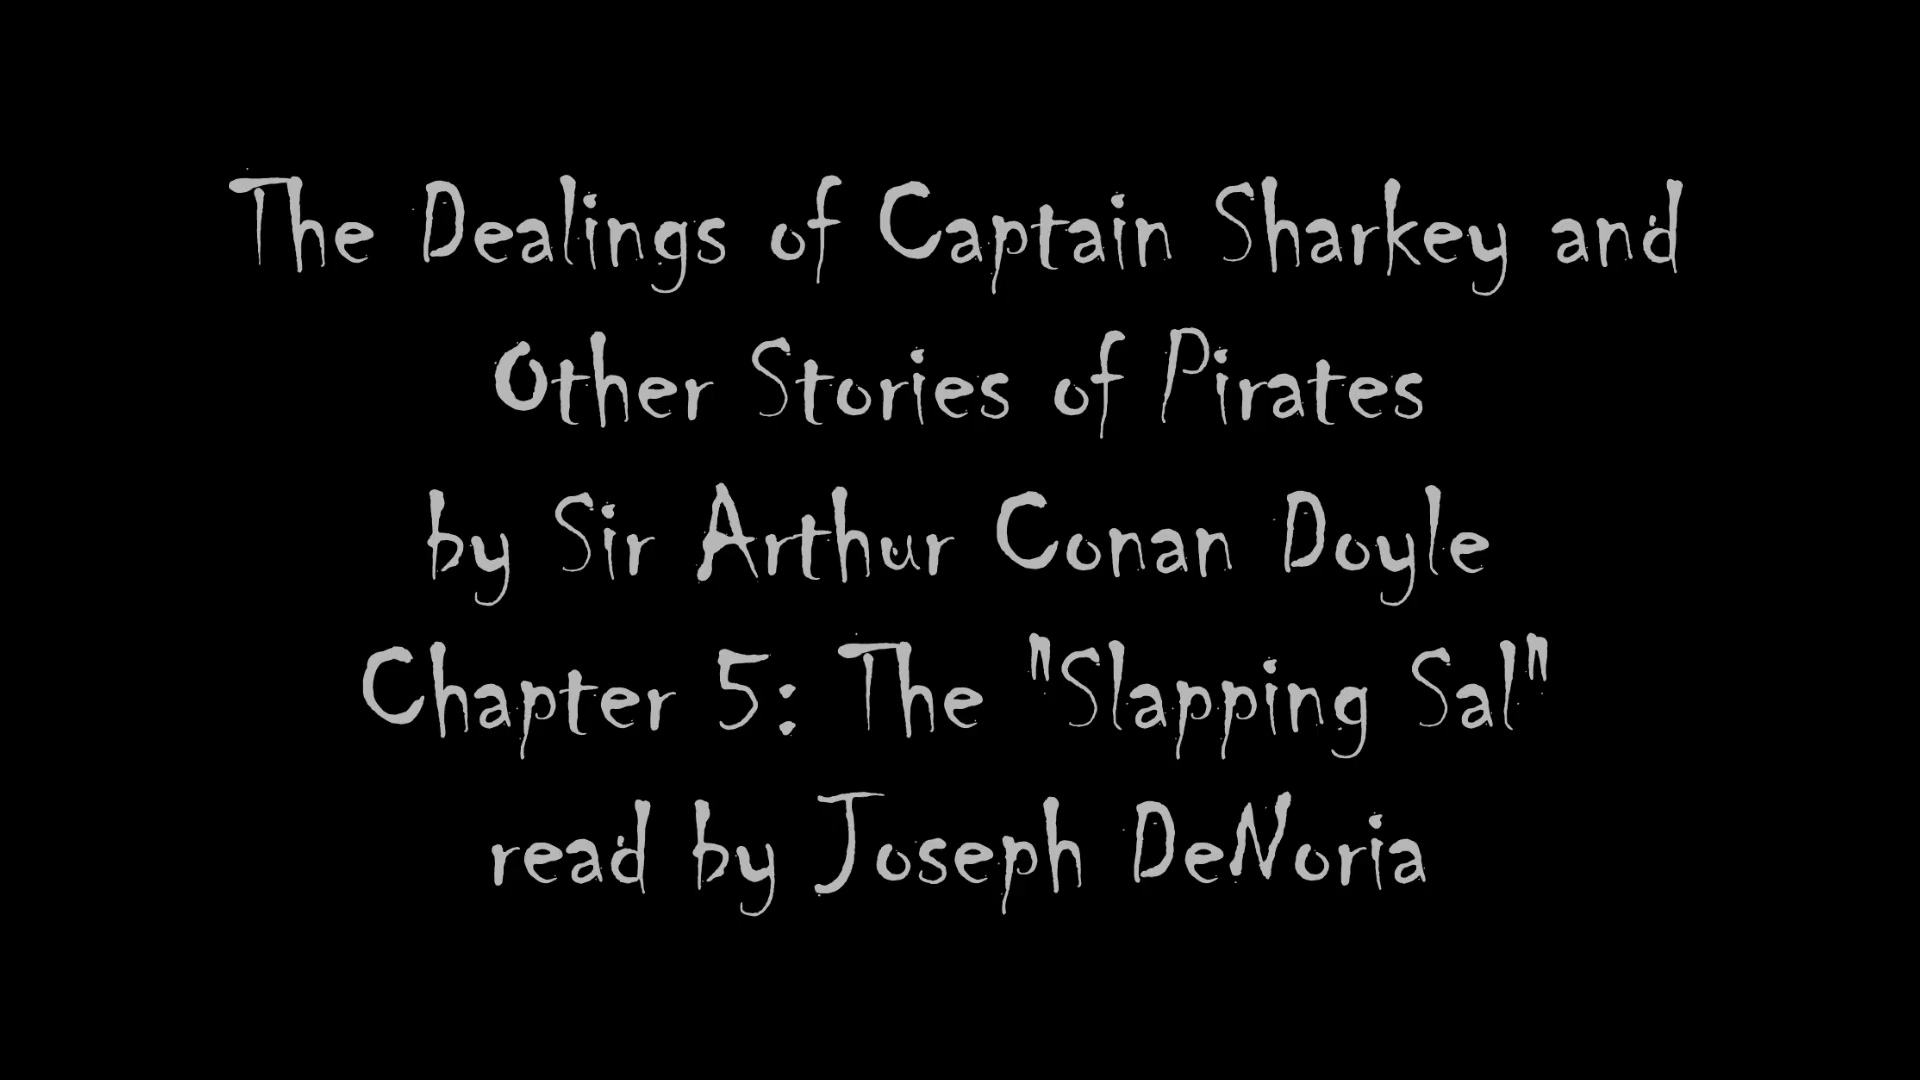 The Dealings of Captain Sharkey and
Other Stories of Pirates
by Sir Arthur Conan Doyle
Chapter 5: The "Slapping Sal"
read by Joseph DeNoria